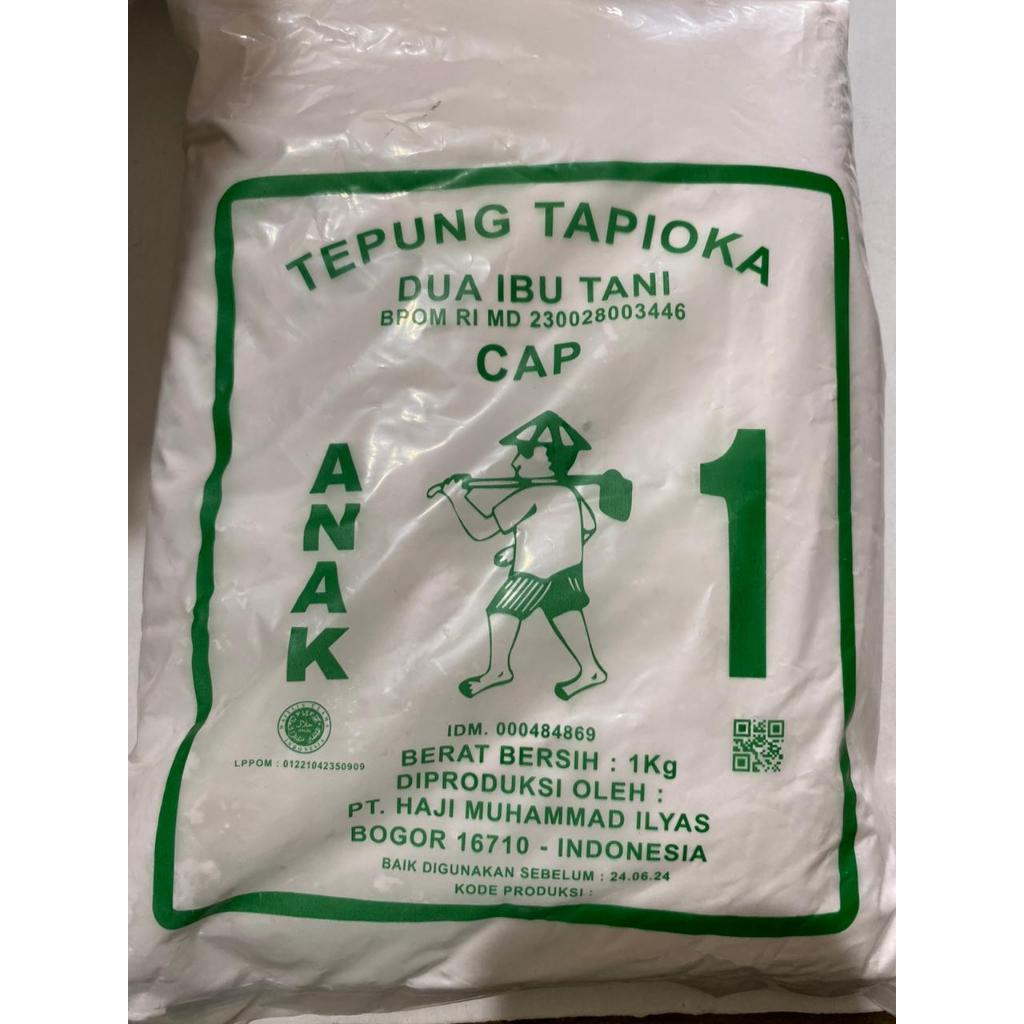 TEPUNG TAPIOKA
DUA IBU TANI
BPOM RI MD 230028003446
CAP
ANAK
1
IDM. 000484869
LPPOM : 01221042350909
BERAT BERSIH : 1Kg
DIPRODUKSI OLEH :
PT. HAJI MUHAMMAD ILYAS
BOGOR 16710 - INDONESIA
BAIK DIGUNAKAN SEBELUM : 24.06.24
KODE PRODUKSI :